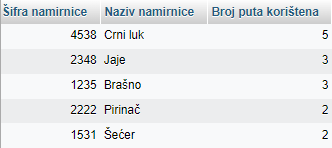 Šifra namirnice Naziv namirnice Broj puta korištena
4538 Crni luk 5
2348 Jaje 3
1235 Brašno 3
2222 Pirinač 2
1531 Šećer 2